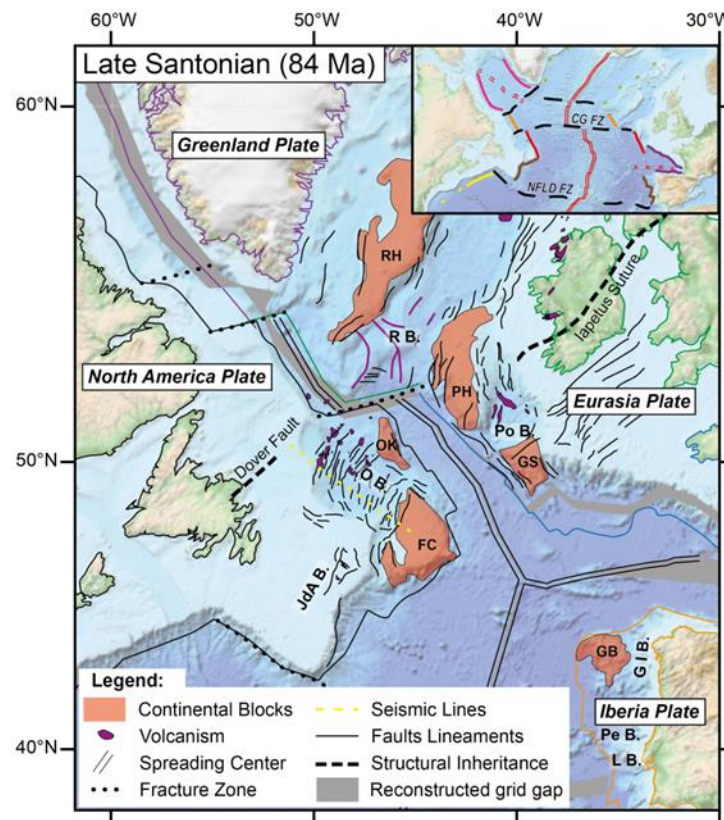 60°W 50°W 40°W 30°W
Late Santonian (84 Ma)
60°N
Greenland Plate
CG FZ
NFLD FZ
RH
Iapetus Suture
R B.
North America Plate
PH
Eurasia Plate
Po B.
50°N
Dover Fault
OK
O B.
GS
FC
JdA B.
GB
G I B.
Iberia Plate
Pe B.
L B.
40°N
Legend:
Continental Blocks
Seismic Lines
Volcanism
Faults Lineaments
Spreading Center
Structural Inheritance
Fracture Zone
Reconstructed grid gap